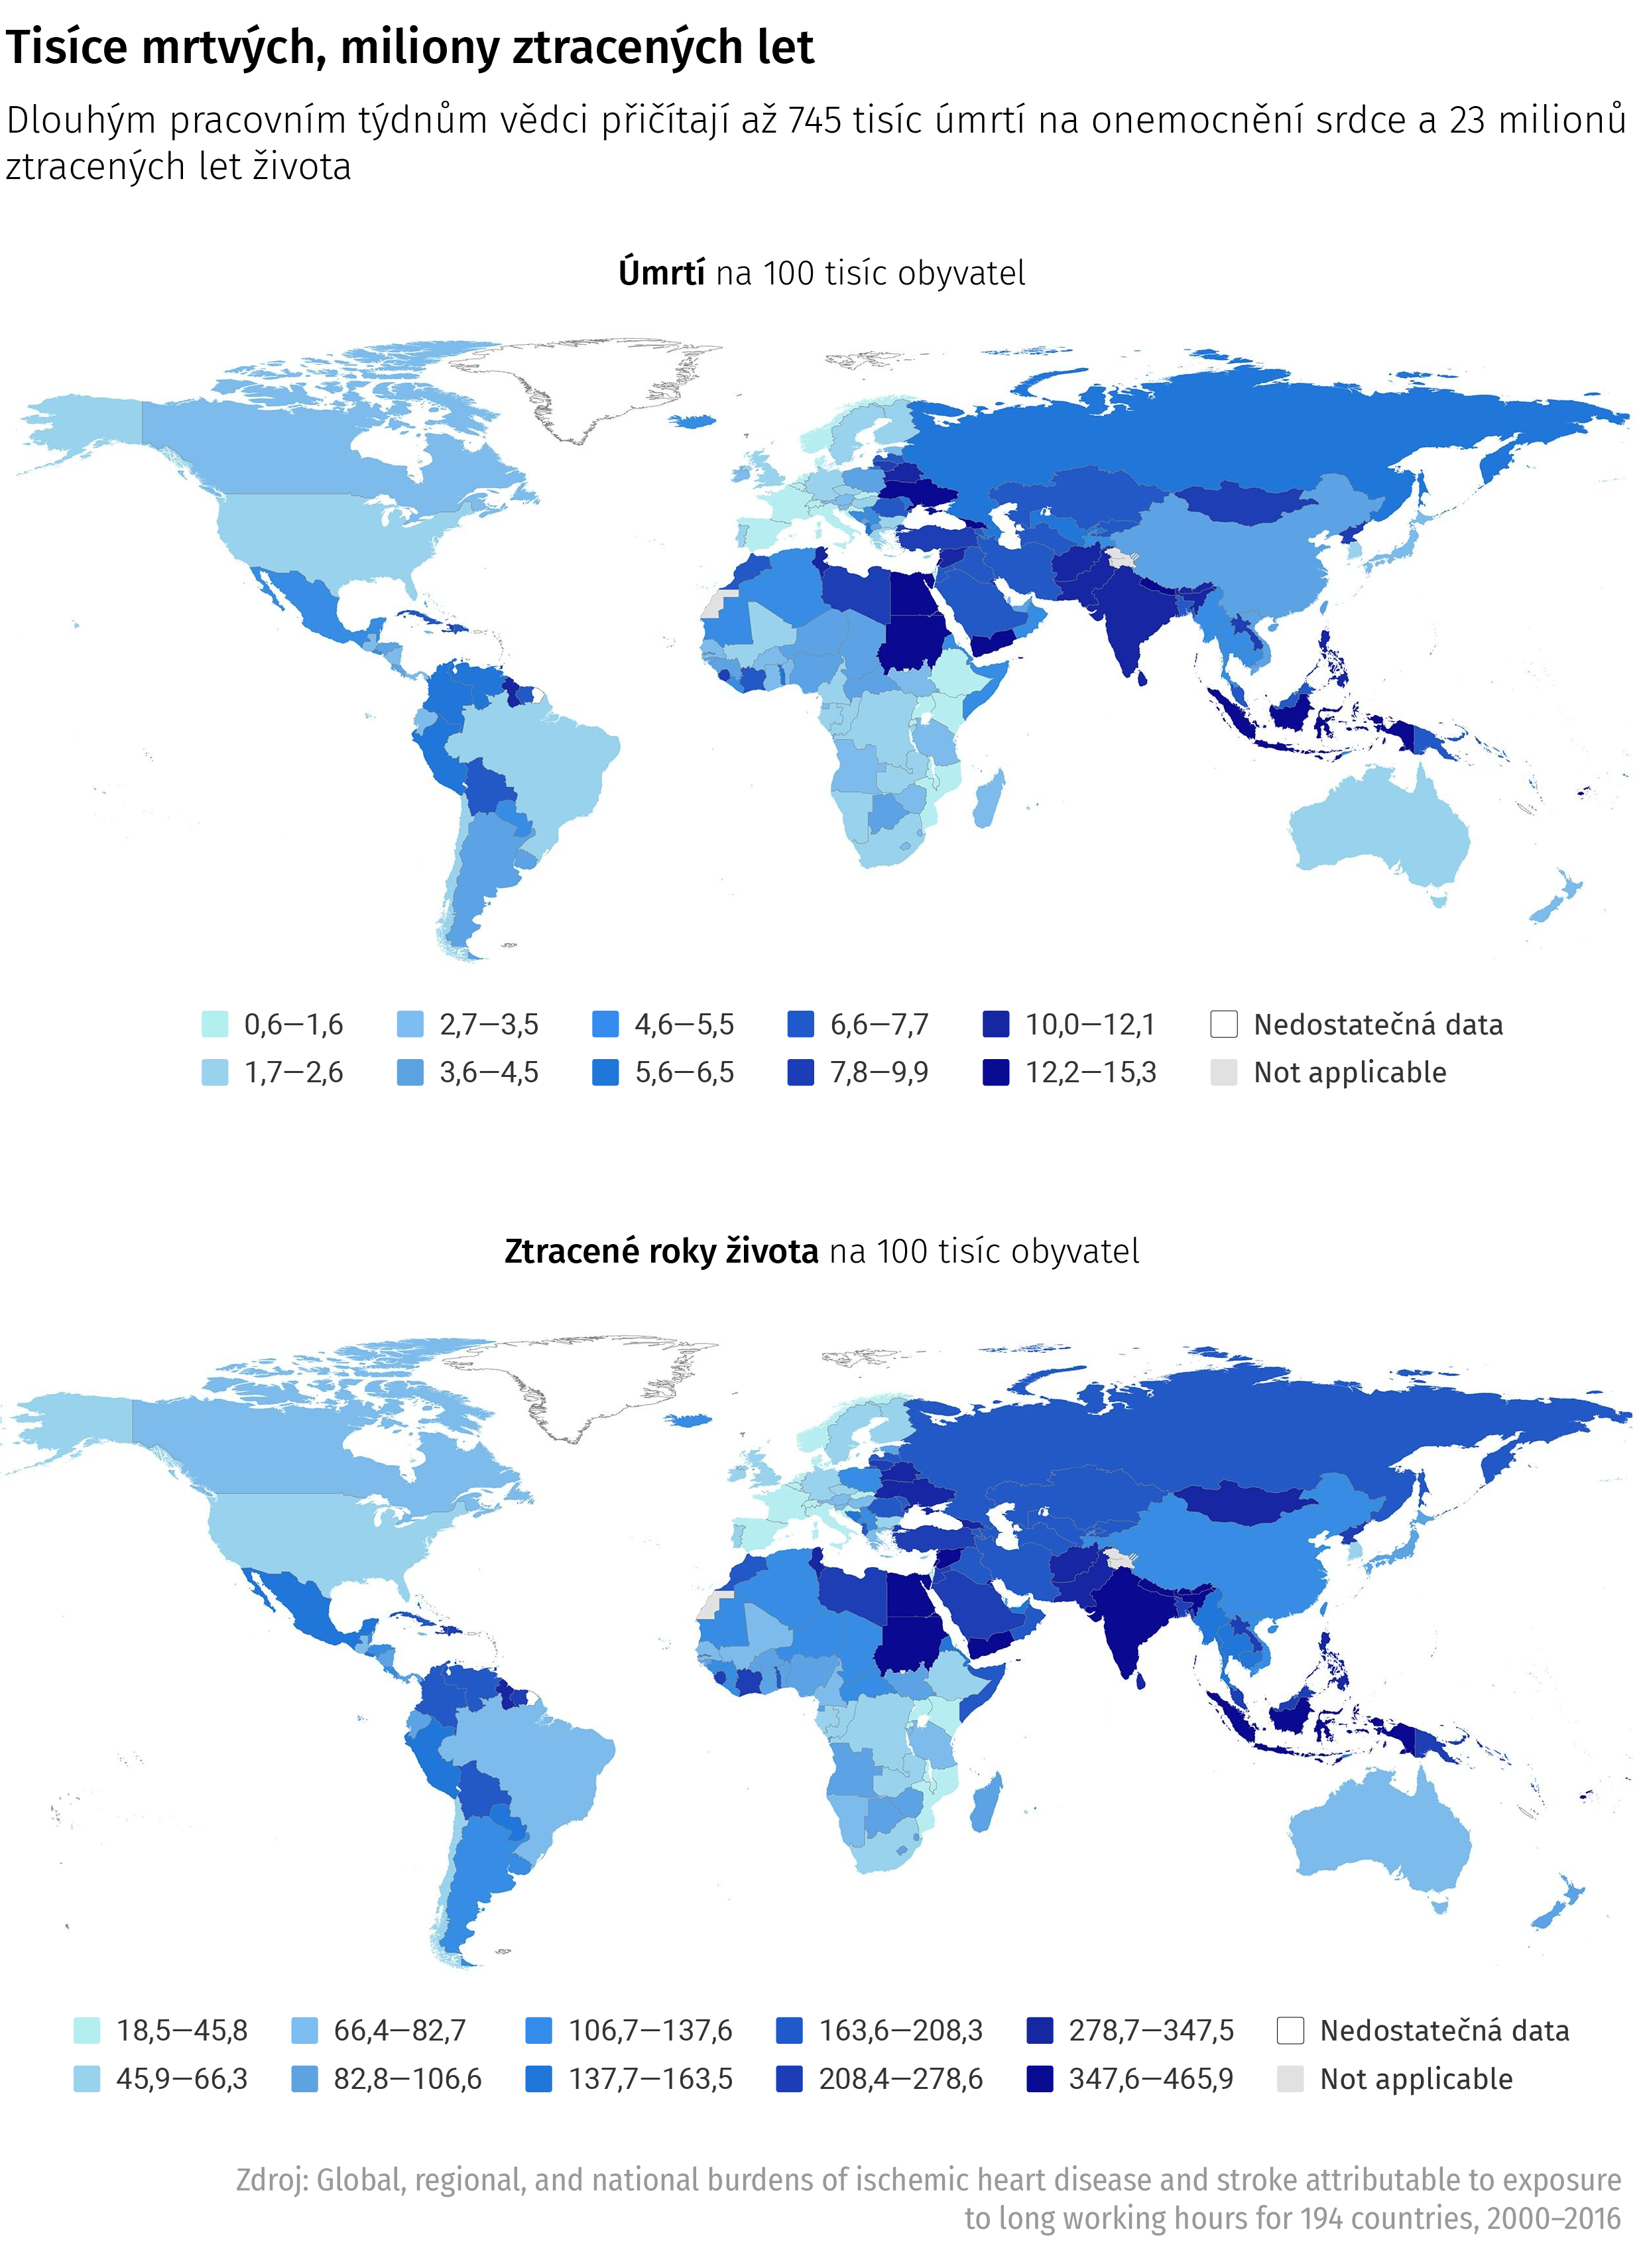 Tisíce mrtvých, miliony ztracených let
Dlouhým pracovním týdnům vědci přičítají až 745 tisíc úmrtí na onemocnění srdce a 23 milionů
ztracených let života
Úmrtí na 100 tisíc obyvatel
0,6—1,6 2,7—3,5 4,6—5,5 6,6—7,7 10,0—12,1 Nedostatečná data
1,7—2,6 3,6—4,5 5,6—6,5 7,8—9,9 12,2—15,3 Not applicable
Ztracené roky života na 100 tisíc obyvatel
18,5—45,8 66,4—82,7 106,7—137,6 163,6—208,3 278,7—347,5 Nedostatečná data
45,9—66,3 82,8—106,6 137,7—163,5 208,4—278,6 347,6—465,9 Not applicable
Zdroj: Global, regional, and national burdens of ischemic heart disease and stroke attributable to exposure
to long working hours for 194 countries, 2000–2016